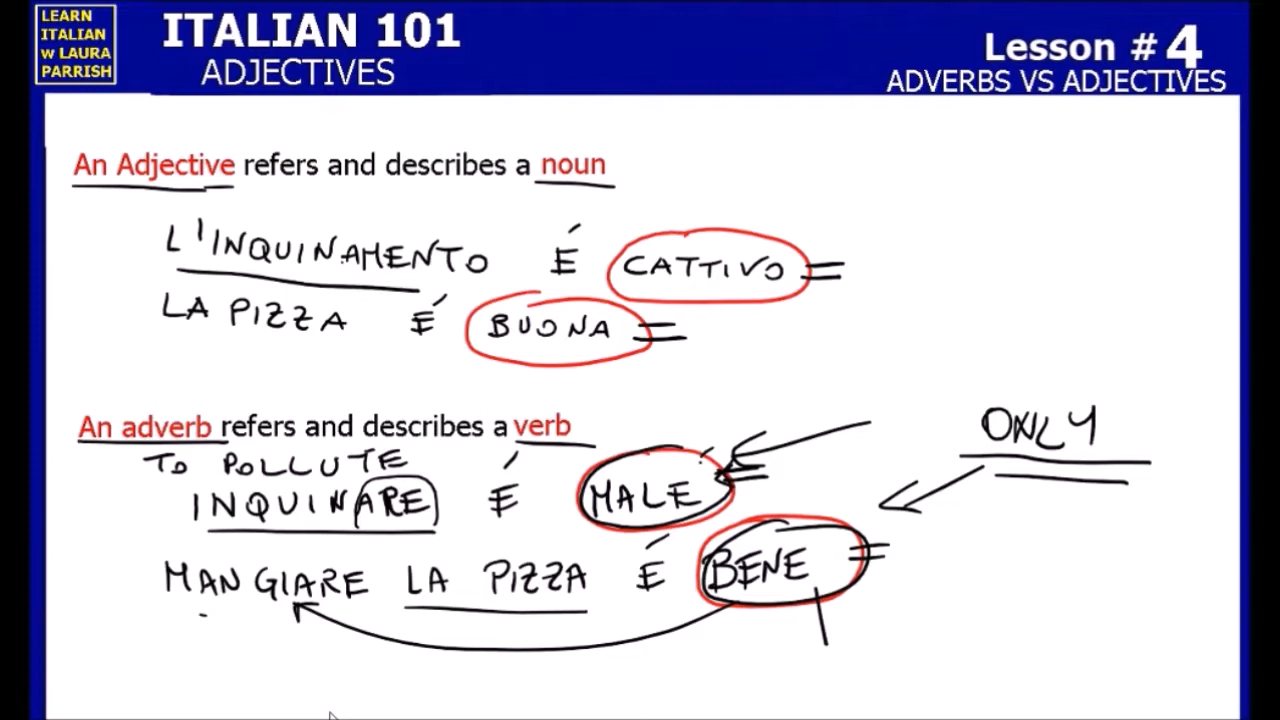 LEARN
ITALIAN
w LAURA
PARRISH
ITALIAN 101
ADJECTIVES
Lesson # 4
ADVERBS VS ADJECTIVES
An Adjective refers and describes a noun
L'INQUINAMENTO É CATTIVO
LA PIZZA É BUONA
An adverb refers and describes a verb
ONLY
TO POLLUTE
INQUINARE É MALE
MANGIARE LA PIZZA É BENE